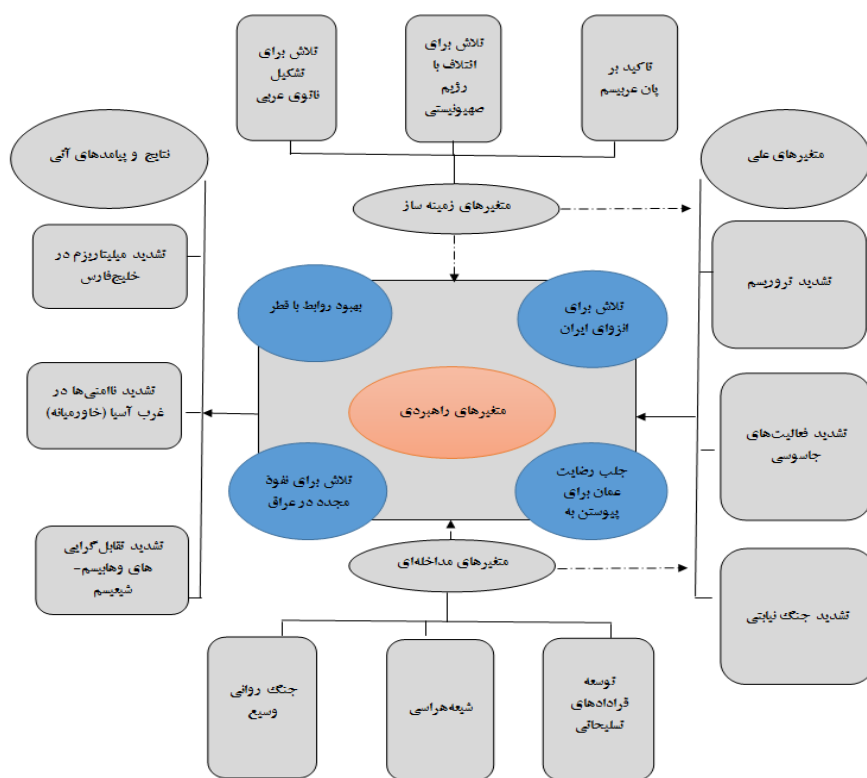 تاکید بر
پان عربیسم
تلاش برای
ائتلاف با
رژیم
صهیونیستی
تلاش برای
تشکیل
ناتوی عربی
متغیرهای علی
متغیرهای زمینه ساز
نتایج و پیامدهای آتی
تشدید تروریسم
تشدید فعالیت‌های
جاسوسی
تشدید جنگ نیابتی
تلاش برای
انزوای ایران
بهبود روابط با قطر
متغیرهای راهبردی
جلب رضایت
عمان برای
پیوستن به
تلاش برای نفوذ
مجدد در عراق
تشدید میلیتاریزم در
خلیج‌فارس
تشدید ناامنی‌ها در
غرب آسیا (خاورمیانه)
تشدید تقابل‌گرایی
های وهابیسم-
شیعیسم
متغیرهای مداخله‌ای
توسعه
قرادادهای
تسلیحاتی
شیعه‌هراسی
جنگ روانی
وسیع